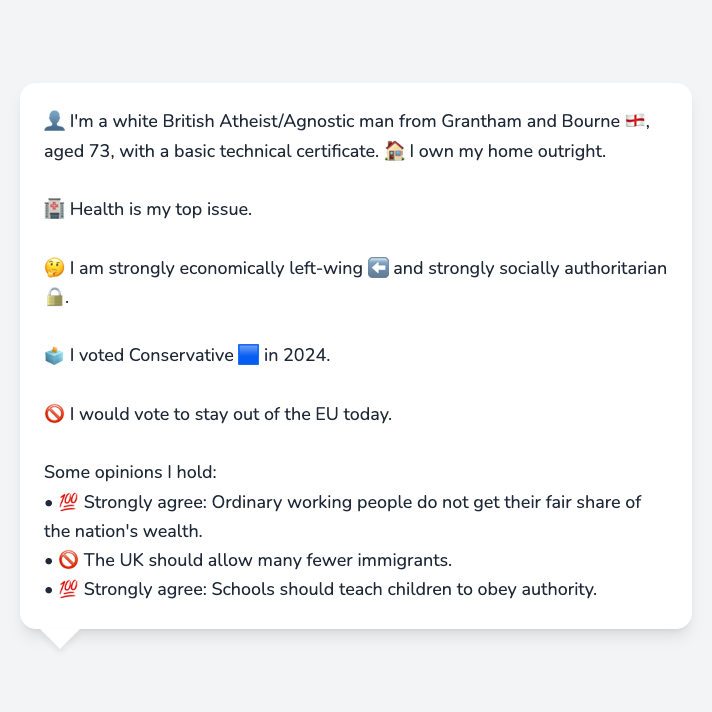 👤 I'm a white British Atheist/Agnostic man from Grantham and Bourne 🏴󠁧󠁢󠁥󠁮󠁧󠁿,
aged 73, with a basic technical certificate. 🏠 I own my home outright.
🏥 Health is my top issue.
🤔 I am strongly economically left-wing ⬅️ and strongly socially authoritarian
🔒.
🗳️ I voted Conservative 🟦 in 2024.
🚫 I would vote to stay out of the EU today.
Some opinions I hold:
• 💯 Strongly agree: Ordinary working people do not get their fair share of
the nation's wealth.
• 🚫 The UK should allow many fewer immigrants.
• 💯 Strongly agree: Schools should teach children to obey authority.